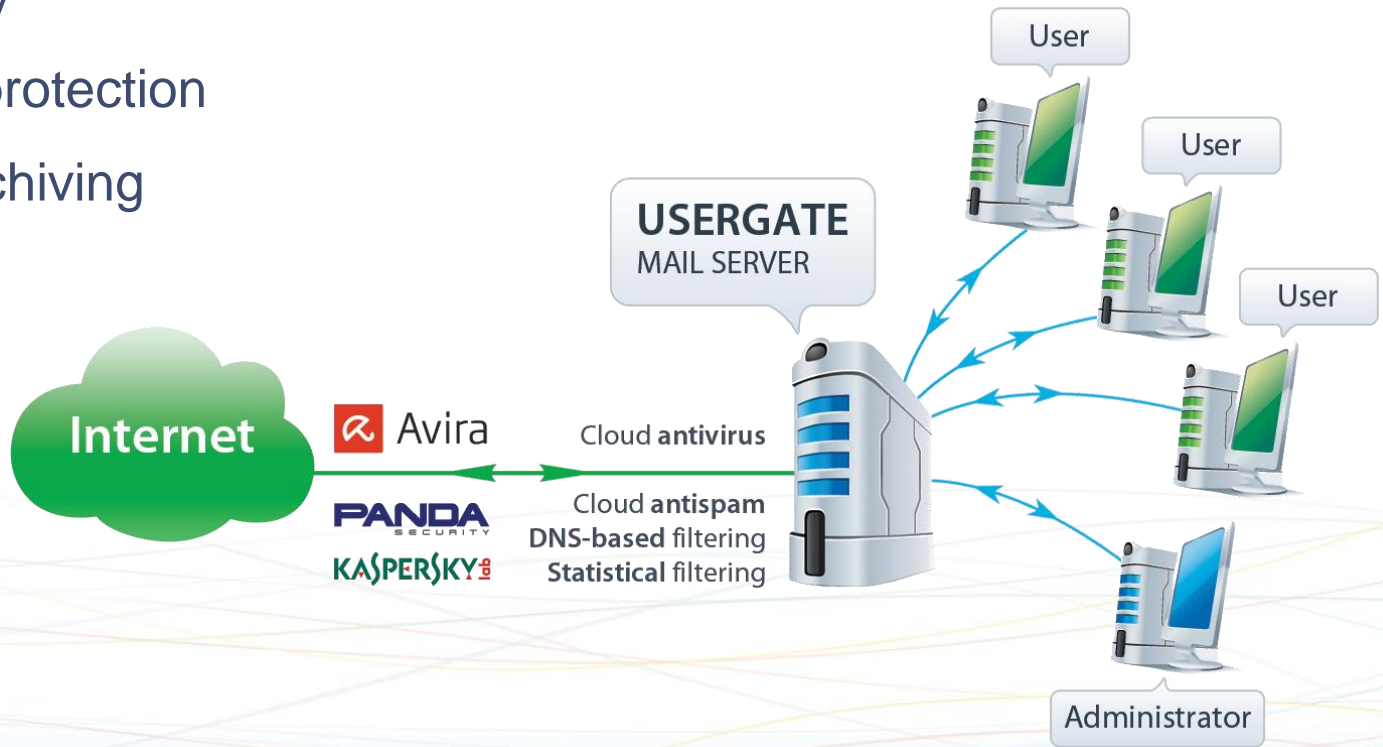 y
protection
chiving
User
User
User
USERGATE
MAIL SERVER
Internet
Avira
Cloud antivirus
PANDA
SECURITY
KASPERSKY lab
Cloud antispam
DNS-based filtering
Statistical filtering
Administrator